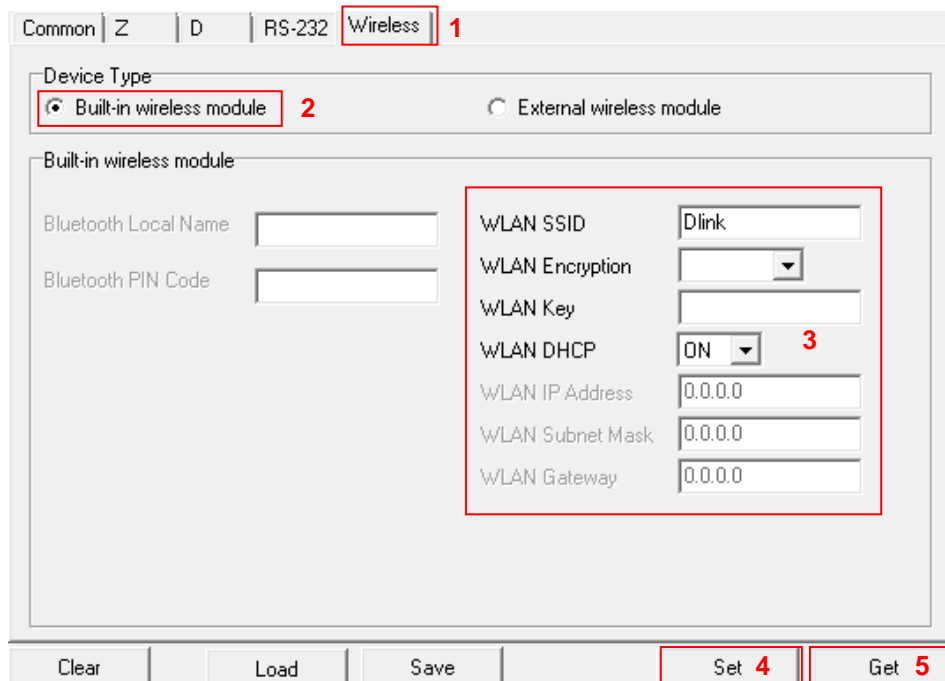 Common Z D RS-232 Wireless 1
Device Type
Built-in wireless module 2 External wireless module
Built-in wireless module
Bluetooth Local Name
Bluetooth PIN Code
WLAN SSID Dlink
WLAN Encryption
WLAN Key
WLAN DHCP ON 3
WLAN IP Address 0.0.0.0
WLAN Subnet Mask 0.0.0.0
WLAN Gateway 0.0.0.0
Clear Load Save Set 4 Get 5